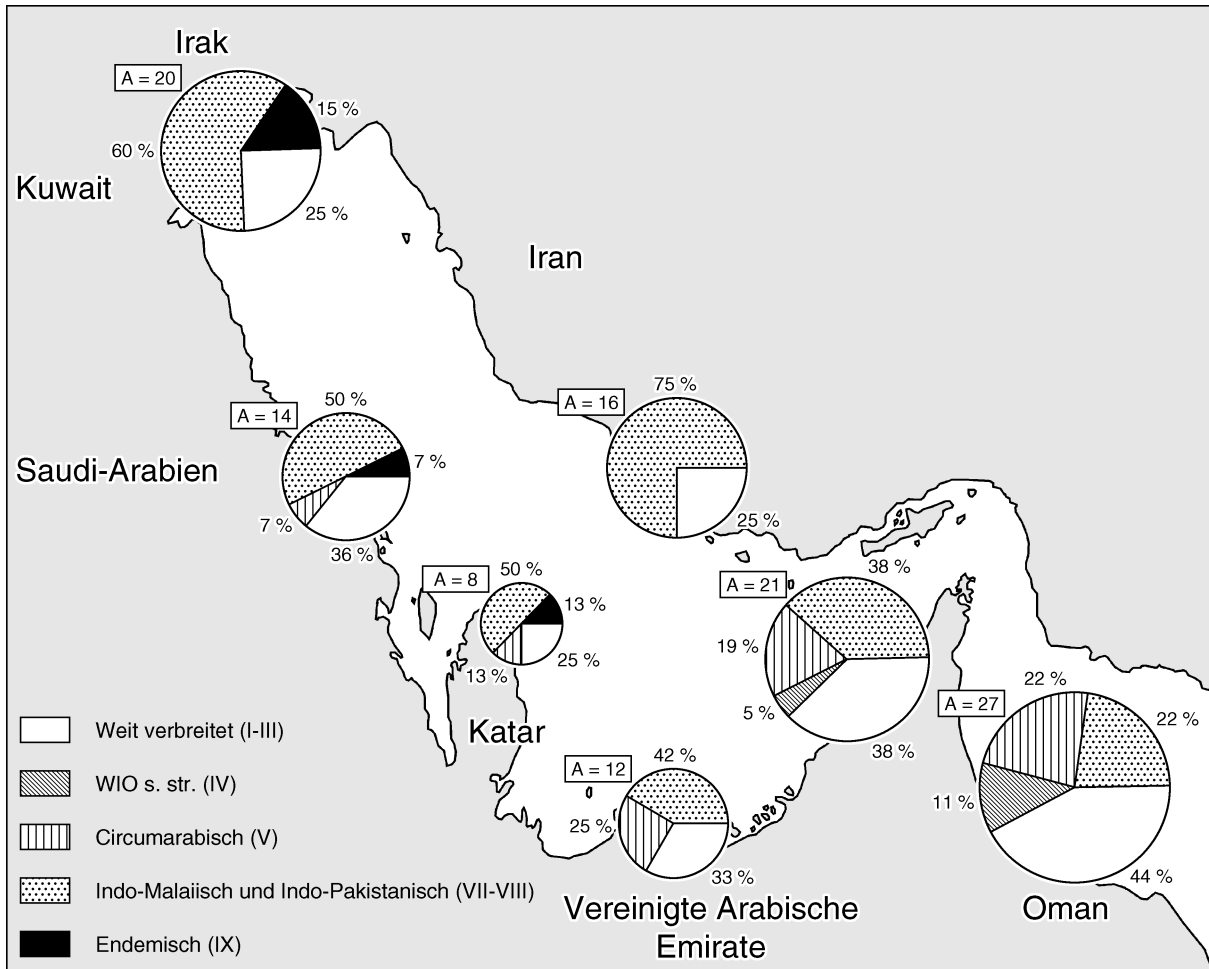 Irak
A = 20
15 %
60 %
25 %
Kuwait
Iran
75 %
A = 16
25 %
50 %
A = 14
7 %
7 %
36 %
Saudi-Arabien
50 %
A = 8
13 %
13 %
25 %
Katar
38 %
A = 21
19 %
5 %
38 %
22 %
A = 27
22 %
11 %
44 %
Oman
42 %
A = 12
25 %
33 %
Vereinigte Arabische
Emirate
Weit verbreitet (I-III)
WIO s. str. (IV)
Circumarabisch (V)
Indo-Malaiisch und Indo-Pakistanisch (VII-VIII)
Endemisch (IX)